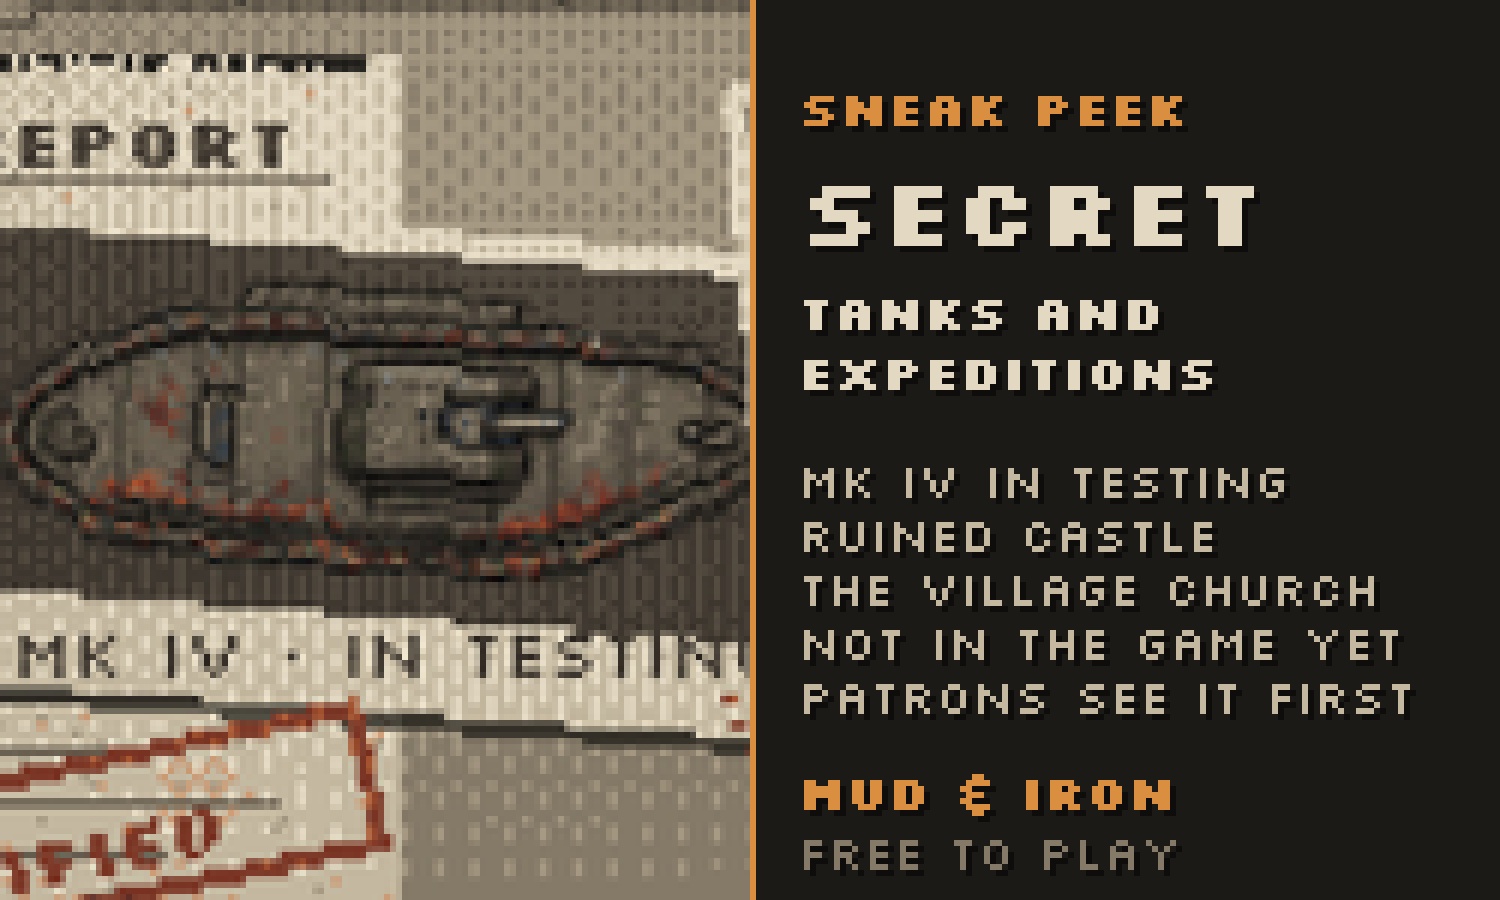 EPORT
MK IV · IN TESTIN
IFIED
SNEAK PEEK
SECRET
TANKS AND
EXPEDITIONS
MK IV IN TESTING
RUINED CASTLE
THE VILLAGE CHURCH
NOT IN THE GAME YET
PATRONS SEE IT FIRST
MUD & IRON
FREE TO PLAY